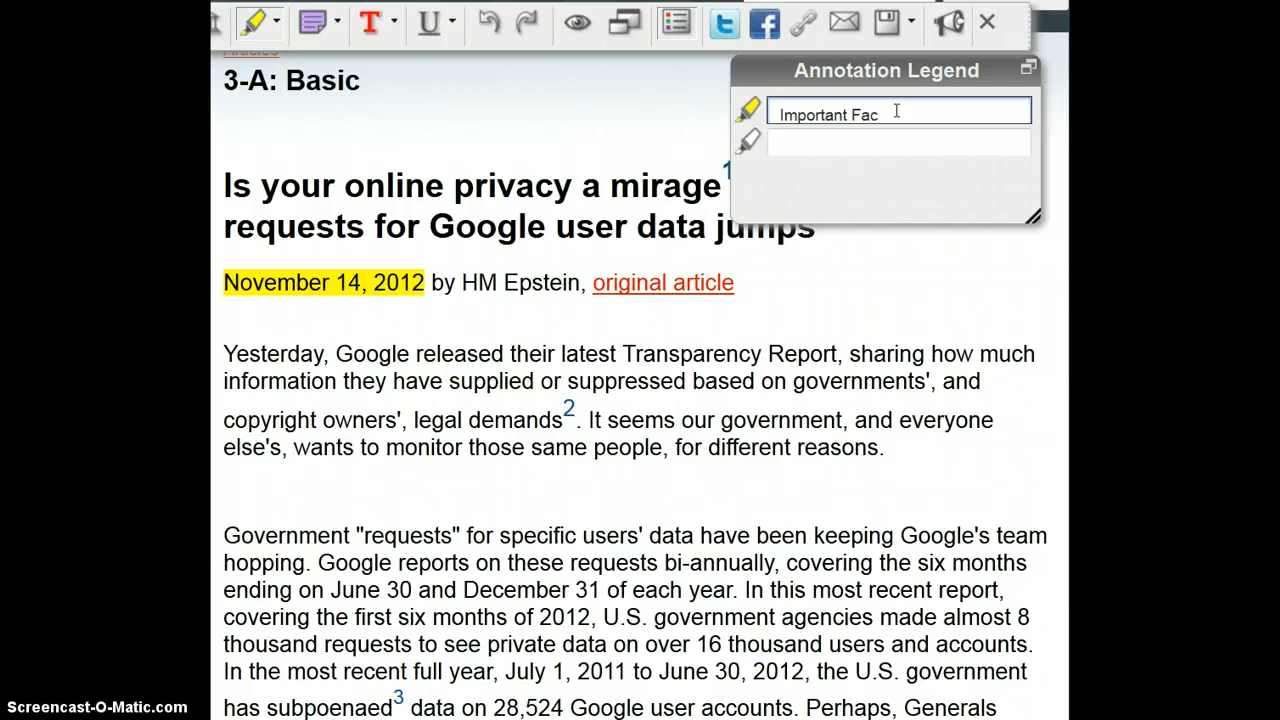 T U
Articles
3-A: Basic
Annotation Legend
Important Fac
Is your online privacy a mirage 1
requests for Google user data jumps
November 14, 2012 by HM Epstein, original article
Yesterday, Google released their latest Transparency Report, sharing how much
information they have supplied or suppressed based on governments', and
copyright owners', legal demands2. It seems our government, and everyone
else's, wants to monitor those same people, for different reasons.
Government "requests" for specific users' data have been keeping Google's team
hopping. Google reports on these requests bi-annually, covering the six months
ending on June 30 and December 31 of each year. In this most recent report,
covering the first six months of 2012, U.S. government agencies made almost 8
thousand requests to see private data on over 16 thousand users and accounts.
In the most recent full year, July 1, 2011 to June 30, 2012, the U.S. government
has subpoenaed3 data on 28,524 Google user accounts. Perhaps, Generals
Screencast-O-Matic.com